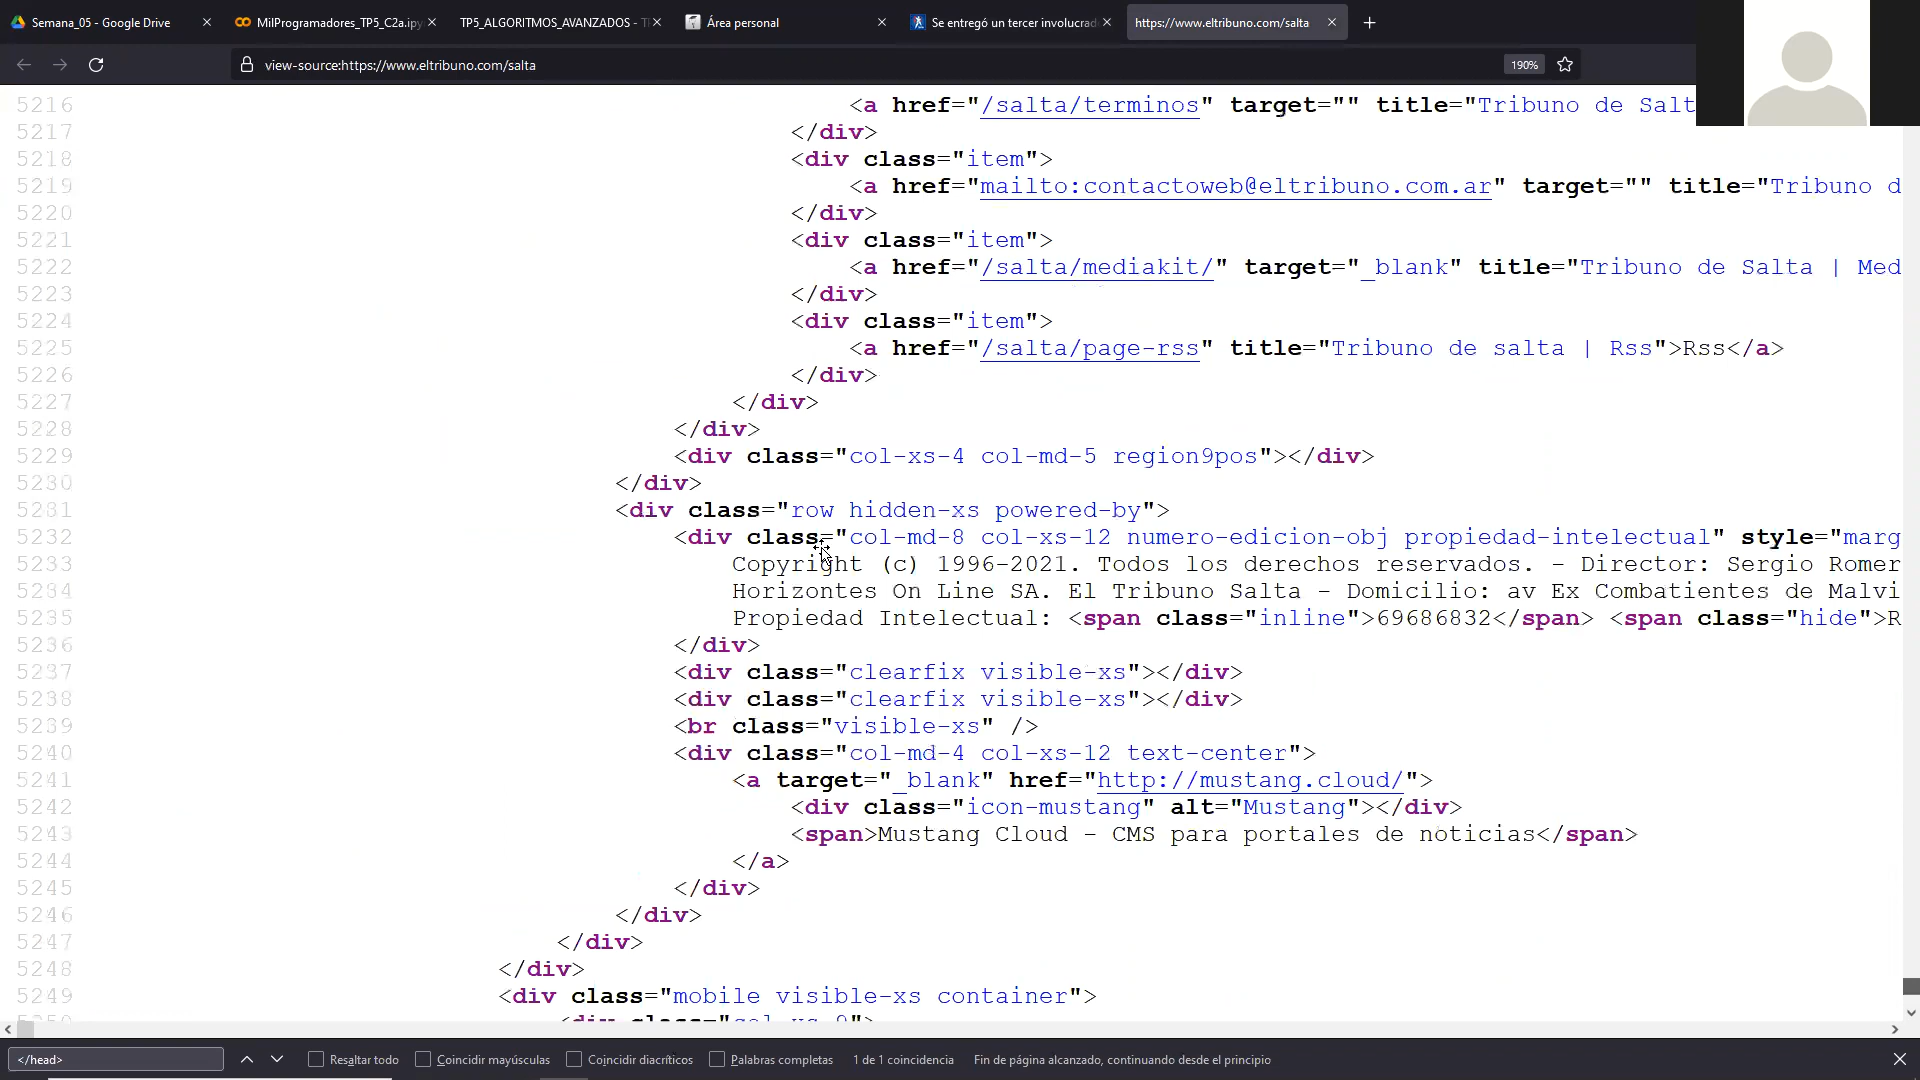 Semana_05 - Google Drive
MilProgramadores_TP5_C2a.ipy
TP5_ALGORITMOS_AVANZADOS - T
Área personal
Se entregó un tercer involucrad
https://www.eltribuno.com/salta
view-source:https://www.eltribuno.com/salta
190%
5216 <a href="/salta/terminos" target="" title="Tribuno de Salt
5217 </div>
5218 <div class="item">
5219 <a href="mailto:contactoweb@eltribuno.com.ar" target="" title="Tribuno d
5220 </div>
5221 <div class="item">
5222 <a href="/salta/mediakit/" target="_blank" title="Tribuno de Salta | Med
5223 </div>
5224 <div class="item">
5225 <a href="/salta/page-rss" title="Tribuno de salta | Rss">Rss</a>
5226 </div>
5227 </div>
5228 </div>
5229 <div class="col-xs-4 col-md-5 region9pos"></div>
5230 </div>
5231 <div class="row hidden-xs powered-by">
5232 <div class="col-md-8 col-xs-12 numero-edicion-obj propiedad-intelectual" style="marg
5233 Copyright (c) 1996-2021. Todos los derechos reservados. - Director: Sergio Romer
5234 Horizontes On Line SA. El Tribuno Salta - Domicilio: av Ex Combatientes de Malvi
5235 Propiedad Intelectual: <span class="inline">69686832</span> <span class="hide">R
5236 </div>
5237 <div class="clearfix visible-xs"></div>
5238 <div class="clearfix visible-xs"></div>
5239 <br class="visible-xs" />
5240 <div class="col-md-4 col-xs-12 text-center">
5241 <a target="_blank" href="http://mustang.cloud/">
5242 <div class="icon-mustang" alt="Mustang"></div>
5243 <span>Mustang Cloud - CMS para portales de noticias</span>
5244 </a>
5245 </div>
5246 </div>
5247 </div>
5248 </div>
5249 <div class="mobile visible-xs container">
5250 <div class="col-xs-9">
</head>
Resaltar todo
Coincidir mayúsculas
Coincidir diacríticos
Palabras completas
1 de 1 coincidencia
Fin de página alcanzado, continuando desde el principio